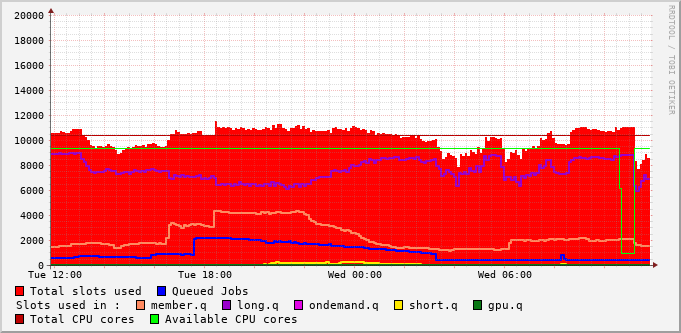 20000
18000
16000
14000
12000
10000
8000
6000
4000
2000
0
Tue 12:00 Tue 18:00 Wed 00:00 Wed 06:00
Total slots used Queued Jobs
Slots used in : member.q long.q ondemand.q short.q gpu.q
Total CPU cores Available CPU cores
RRDTOOL / TOBI OETIKER